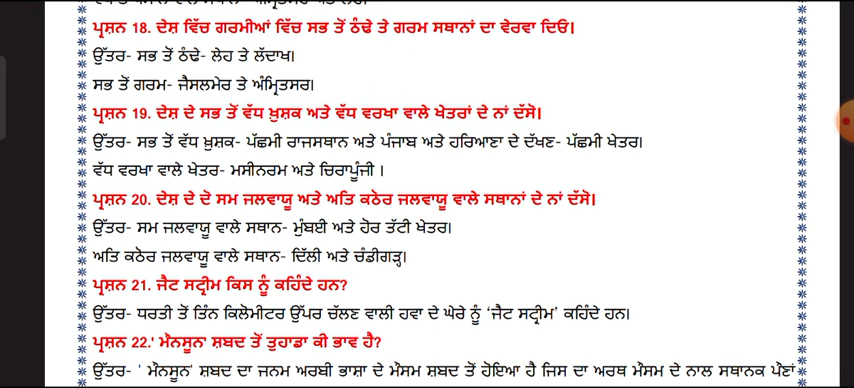 ਪ੍ਰਸ਼ਨ 18. ਦੇਸ਼ ਵਿੱਚ ਗਰਮੀਆਂ ਵਿੱਚ ਸਭ ਤੋਂ ਠੰਢੇ ਤੇ ਗਰਮ ਸਥਾਨਾਂ ਦਾ ਵੇਰਵਾ ਦਿਓ।
ਉੱਤਰ- ਸਭ ਤੋਂ ਠੰਢੇ- ਲੇਹ ਤੇ ਲੱਦਾਖ।
ਸਭ ਤੋਂ ਗਰਮ- ਜੈਸਲਮੇਰ ਤੇ ਅੰਮ੍ਰਿਤਸਰ।
ਪ੍ਰਸ਼ਨ 19. ਦੇਸ਼ ਦੇ ਸਭ ਤੋਂ ਵੱਧ ਖ਼ੁਸ਼ਕ ਅਤੇ ਵੱਧ ਵਰਖਾ ਵਾਲੇ ਖੇਤਰਾਂ ਦੇ ਨਾਂ ਦੱਸੋ।
ਉੱਤਰ- ਸਭ ਤੋਂ ਵੱਧ ਖ਼ੁਸ਼ਕ- ਪੱਛਮੀ ਰਾਜਸਥਾਨ ਅਤੇ ਪੰਜਾਬ ਅਤੇ ਹਰਿਆਣਾ ਦੇ ਦੱਖਣ- ਪੱਛਮੀ ਖੇਤਰ।
ਵੱਧ ਵਰਖਾ ਵਾਲੇ ਖੇਤਰ- ਮਸੀਨਰਮ ਅਤੇ ਚਿਰਾਪੂੰਜੀ ।
ਪ੍ਰਸ਼ਨ 20. ਦੇਸ਼ ਦੇ ਦੋ ਸਮ ਜਲਵਾਯੂ ਅਤੇ ਅਤਿ ਕਠੋਰ ਜਲਵਾਯੂ ਵਾਲੇ ਸਥਾਨਾਂ ਦੇ ਨਾਂ ਦੱਸੋ।
ਉੱਤਰ- ਸਮ ਜਲਵਾਯੂ ਵਾਲੇ ਸਥਾਨ- ਮੁੰਬਈ ਅਤੇ ਹੋਰ ਤੱਟੀ ਖੇਤਰ।
ਅਤਿ ਕਠੋਰ ਜਲਵਾਯੂ ਵਾਲੇ ਸਥਾਨ- ਦਿੱਲੀ ਅਤੇ ਚੰਡੀਗੜ੍ਹ।
ਪ੍ਰਸ਼ਨ 21. ਜੈਟ ਸਟ੍ਰੀਮ ਕਿਸ ਨੂੰ ਕਹਿੰਦੇ ਹਨ?
ਉੱਤਰ- ਧਰਤੀ ਤੋਂ ਤਿੰਨ ਕਿਲੋਮੀਟਰ ਉੱਪਰ ਚੱਲਣ ਵਾਲੀ ਹਵਾ ਦੇ ਘੇਰੇ ਨੂੰ ‘ਜੈਟ ਸਟ੍ਰੀਮ’ ਕਹਿੰਦੇ ਹਨ।
ਪ੍ਰਸ਼ਨ 22.' ਮੌਨਸੂਨ' ਸ਼ਬਦ ਤੋਂ ਤੁਹਾਡਾ ਕੀ ਭਾਵ ਹੈ?
ਉੱਤਰ- ' ਮੌਨਸੂਨ' ਸ਼ਬਦ ਦਾ ਜਨਮ ਅਰਬੀ ਭਾਸ਼ਾ ਦੇ ਮੌਸਮ ਸ਼ਬਦ ਤੋਂ ਹੋਇਆ ਹੈ ਜਿਸ ਦਾ ਅਰਥ ਮੌਸਮ ਦੇ ਨਾਲ ਸਥਾਨਕ ਪੌਣਾਂ